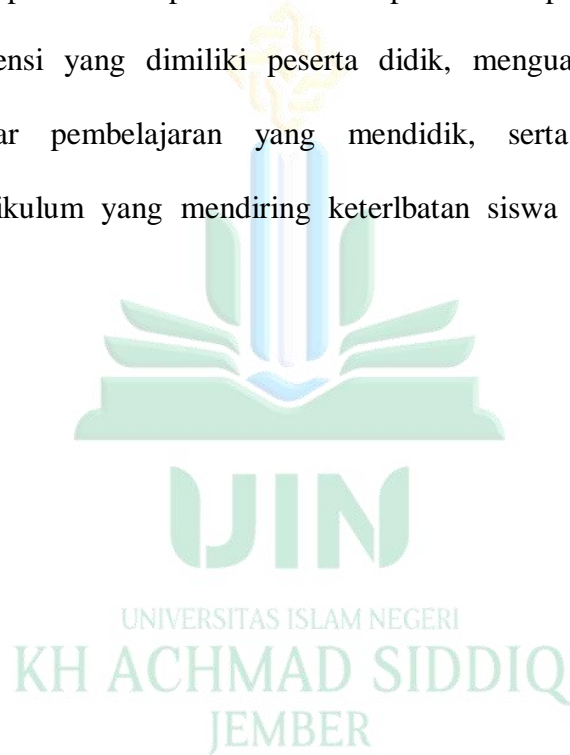 ensi yang dimiliki peserta didik, mengua
ar pembelajaran yang mendidik, serta
ikulum yang mendiring keterlbatan siswa
UIN
UNIVERSITAS ISLAM NEGERI
KH ACHMAD SIDDIQ
JEMBER